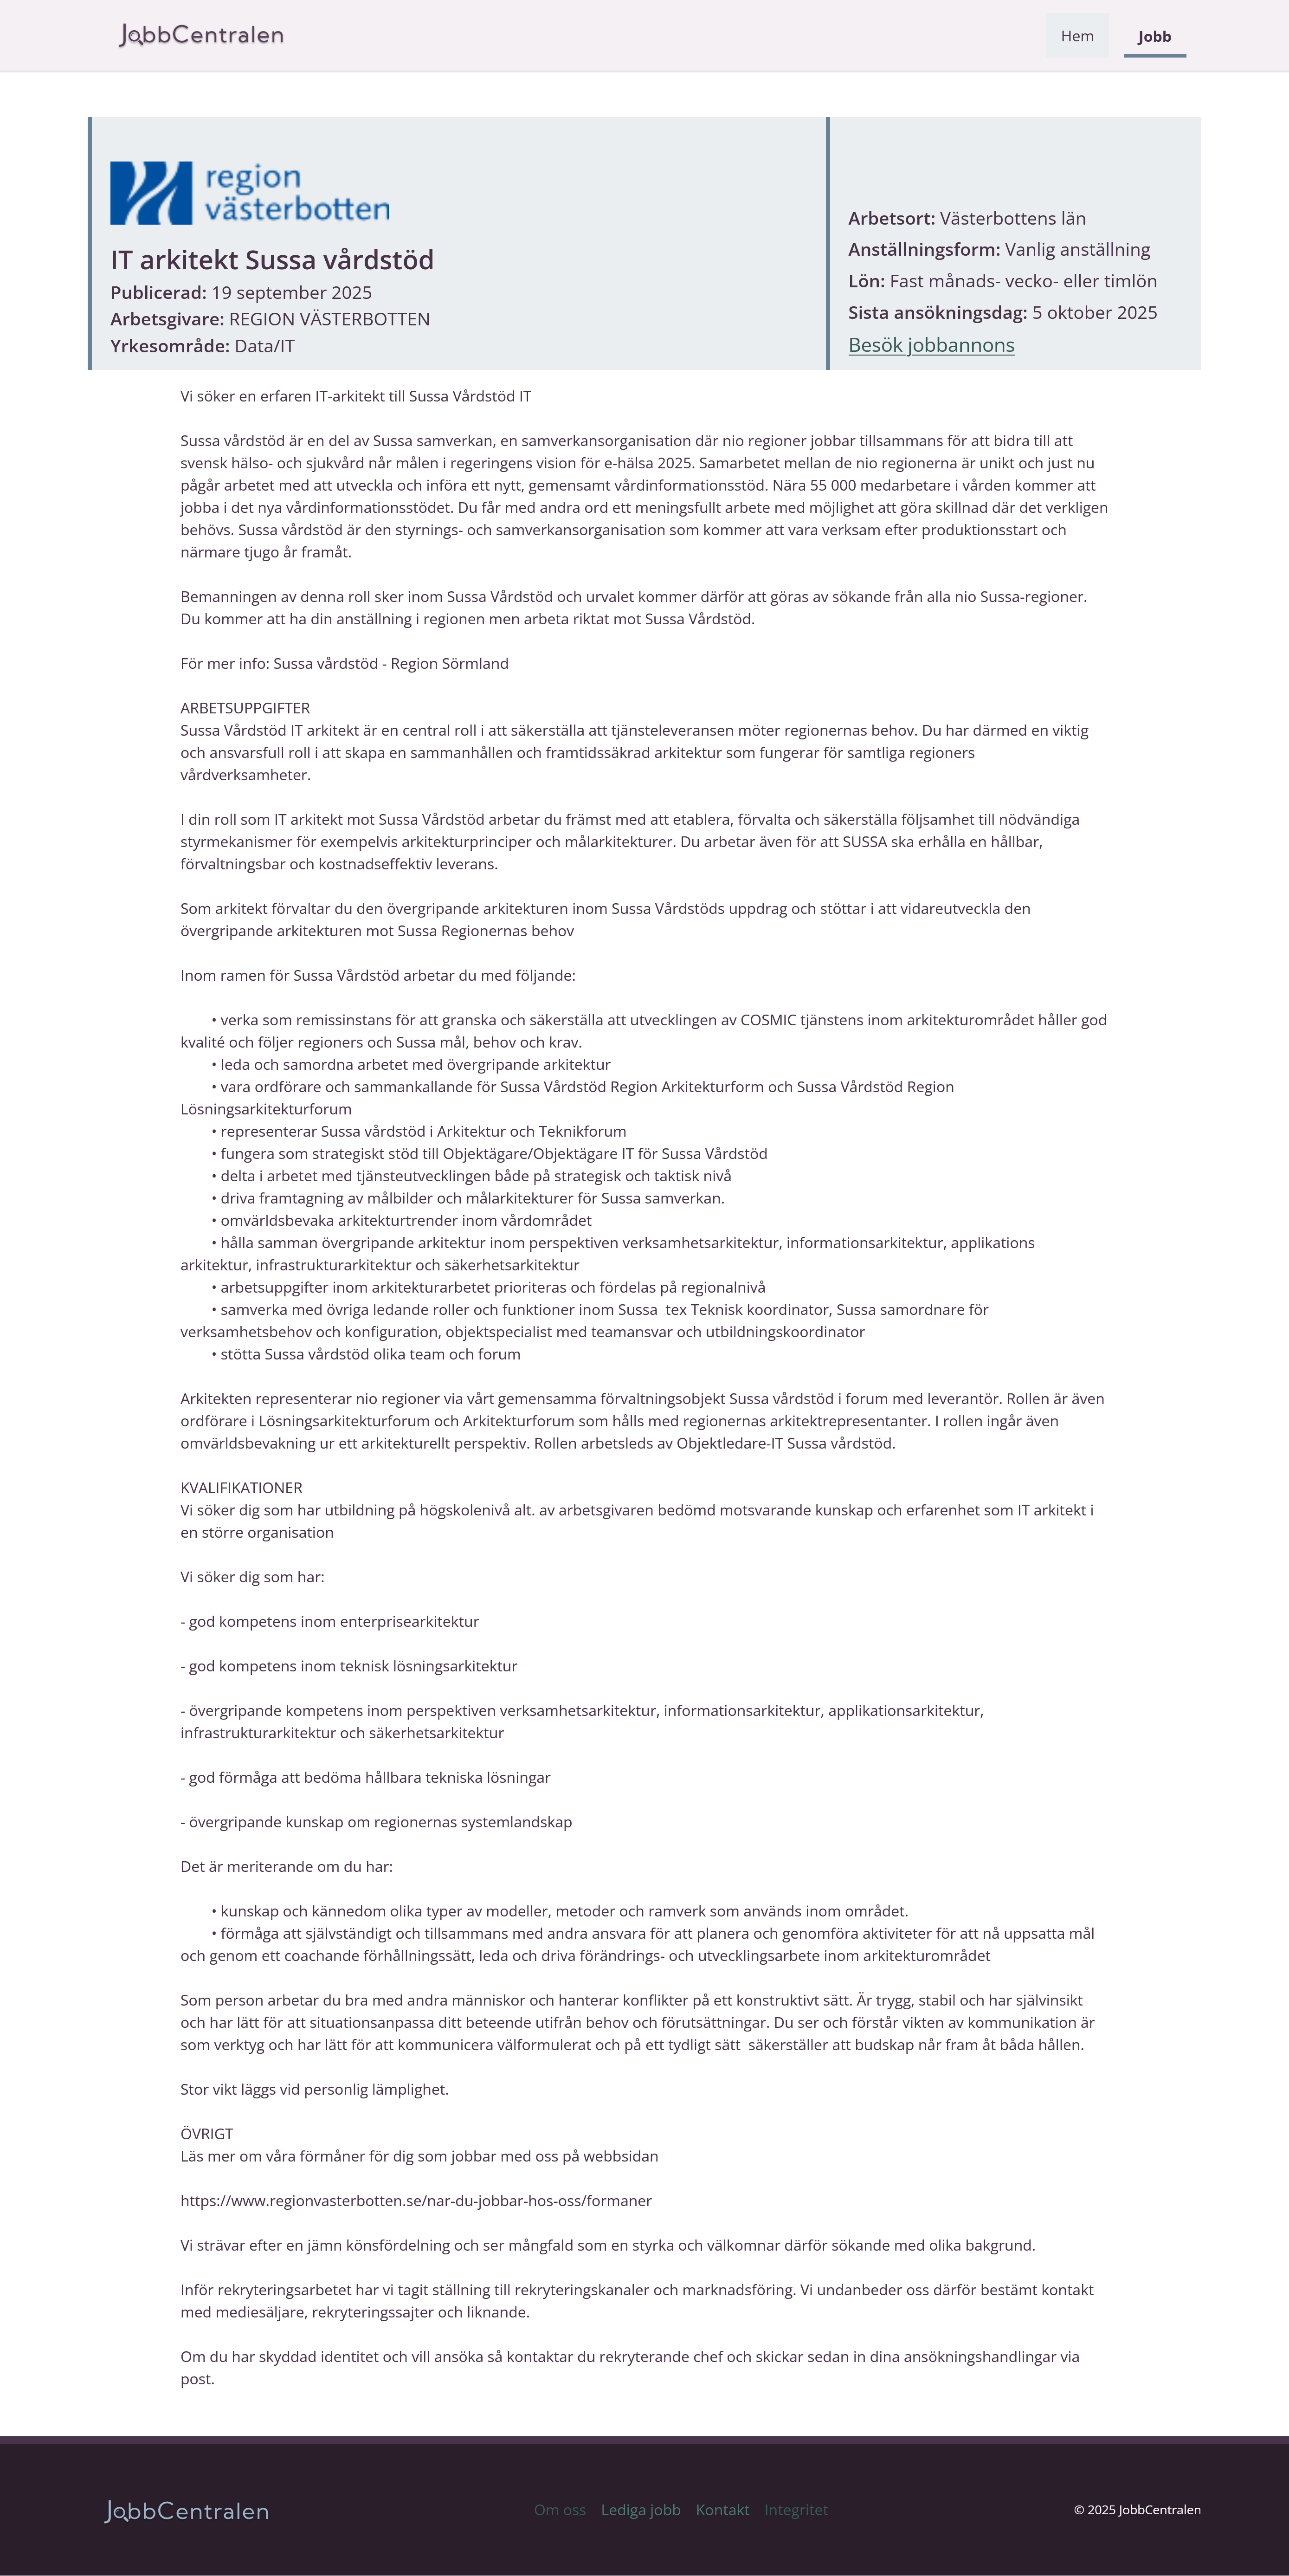 JobbCentralen
Hem
Jobb
region
västerbotten
IT arkitekt Sussa vårdstöd
Publicerad: 19 september 2025
Arbetsgivare: REGION VÄSTERBOTTEN
Yrkesområde: Data/IT
Arbetsort: Västerbottens län
Anställningsform: Vanlig anställning
Lön: Fast månads- vecko- eller timlön
Sista ansökningsdag: 5 oktober 2025
Besök jobbannons
Vi söker en erfaren IT-arkitekt till Sussa Vårdstöd IT
Sussa vårdstöd är en del av Sussa samverkan, en samverkansorganisation där nio regioner jobbar tillsammans för att bidra till att
svensk hälso- och sjukvård når målen i regeringens vision för e-hälsa 2025. Samarbetet mellan de nio regionerna är unikt och just nu
pågår arbetet med att utveckla och införa ett nytt, gemensamt vårdinformationsstöd. Nära 55 000 medarbetare i vården kommer att
jobba i det nya vårdinformationsstödet. Du får med andra ord ett meningsfullt arbete med möjlighet att göra skillnad där det verkligen
behövs. Sussa vårdstöd är den styrnings- och samverkansorganisation som kommer att vara verksam efter produktionsstart och
närmare tjugo år framåt.
Bemanningen av denna roll sker inom Sussa Vårdstöd och urvalet kommer därför att göras av sökande från alla nio Sussa-regioner.
Du kommer att ha din anställning i regionen men arbeta riktat mot Sussa Vårdstöd.
För mer info: Sussa vårdstöd - Region Sörmland
ARBETSUPPGIFTER
Sussa Vårdstöd IT arkitekt är en central roll i att säkerställa att tjänsteleveransen möter regionernas behov. Du har därmed en viktig
och ansvarsfull roll i att skapa en sammanhållen och framtidssäkrad arkitektur som fungerar för samtliga regioners
vårdverksamheter.
I din roll som IT arkitekt mot Sussa Vårdstöd arbetar du främst med att etablera, förvalta och säkerställa följsamhet till nödvändiga
styrmekanismer för exempelvis arkitekturprinciper och målarkitekturer. Du arbetar även för att SUSSA ska erhålla en hållbar,
förvaltningsbar och kostnadseffektiv leverans.
Som arkitekt förvaltar du den övergripande arkitekturen inom Sussa Vårdstöds uppdrag och stöttar i att vidareutveckla den
övergripande arkitekturen mot Sussa Regionernas behov
Inom ramen för Sussa Vårdstöd arbetar du med följande:
• verka som remissinstans för att granska och säkerställa att utvecklingen av COSMIC tjänstens inom arkitekturområdet håller god
kvalité och följer regioners och Sussa mål, behov och krav.
• leda och samordna arbetet med övergripande arkitektur
• vara ordförare och sammankallande för Sussa Vårdstöd Region Arkitekturform och Sussa Vårdstöd Region
Lösningsarkitekturforum
• representerar Sussa vårdstöd i Arkitektur och Teknikforum
• fungera som strategiskt stöd till Objektägare/Objektägare IT för Sussa Vårdstöd
• delta i arbetet med tjänsteutvecklingen både på strategisk och taktisk nivå
• driva framtagning av målbilder och målarkitekturer för Sussa samverkan.
• omvärldsbevaka arkitekturtrender inom vårdområdet
• hålla samman övergripande arkitektur inom perspektiven verksamhetsarkitektur, informationsarkitektur, applikations
arkitektur, infrastrukturarkitektur och säkerhetsarkitektur
• arbetsuppgifter inom arkitekturarbetet prioriteras och fördelas på regionalnivå
• samverka med övriga ledande roller och funktioner inom Sussa  tex Teknisk koordinator, Sussa samordnare för
verksamhetsbehov och konfiguration, objektspecialist med teamansvar och utbildningskoordinator
• stötta Sussa vårdstöd olika team och forum
Arkitekten representerar nio regioner via vårt gemensamma förvaltningsobjekt Sussa vårdstöd i forum med leverantör. Rollen är även
ordförare i Lösningsarkitekturforum och Arkitekturforum som hålls med regionernas arkitektrepresentanter. I rollen ingår även
omvärldsbevakning ur ett arkitekturellt perspektiv. Rollen arbetsleds av Objektledare-IT Sussa vårdstöd.
KVALIFIKATIONER
Vi söker dig som har utbildning på högskolenivå alt. av arbetsgivaren bedömd motsvarande kunskap och erfarenhet som IT arkitekt i
en större organisation
Vi söker dig som har:
- god kompetens inom enterprisearkitektur
- god kompetens inom teknisk lösningsarkitektur
- övergripande kompetens inom perspektiven verksamhetsarkitektur, informationsarkitektur, applikationsarkitektur,
infrastrukturarkitektur och säkerhetsarkitektur
- god förmåga att bedöma hållbara tekniska lösningar
- övergripande kunskap om regionernas systemlandskap
Det är meriterande om du har:
• kunskap och kännedom olika typer av modeller, metoder och ramverk som används inom området.
• förmåga att självständigt och tillsammans med andra ansvara för att planera och genomföra aktiviteter för att nå uppsatta mål
och genom ett coachande förhållningssätt, leda och driva förändrings- och utvecklingsarbete inom arkitekturområdet
Som person arbetar du bra med andra människor och hanterar konflikter på ett konstruktivt sätt. Är trygg, stabil och har självinsikt
och har lätt för att situationsanpassa ditt beteende utifrån behov och förutsättningar. Du ser och förstår vikten av kommunikation är
som verktyg och har lätt för att kommunicera välformulerat och på ett tydligt sätt  säkerställer att budskap når fram åt båda hållen.
Stor vikt läggs vid personlig lämplighet.
ÖVRIGT
Läs mer om våra förmåner för dig som jobbar med oss på webbsidan
https://www.regionvasterbotten.se/nar-du-jobbar-hos-oss/formaner
Vi strävar efter en jämn könsfördelning och ser mångfald som en styrka och välkomnar därför sökande med olika bakgrund.
Inför rekryteringsarbetet har vi tagit ställning till rekryteringskanaler och marknadsföring. Vi undanbeder oss därför bestämt kontakt
med mediesäljare, rekryteringssajter och liknande.
Om du har skyddad identitet och vill ansöka så kontaktar du rekryterande chef och skickar sedan in dina ansökningshandlingar via
post.
JobbCentralen
Om oss
Lediga jobb
Kontakt
Integritet
© 2025 JobbCentralen